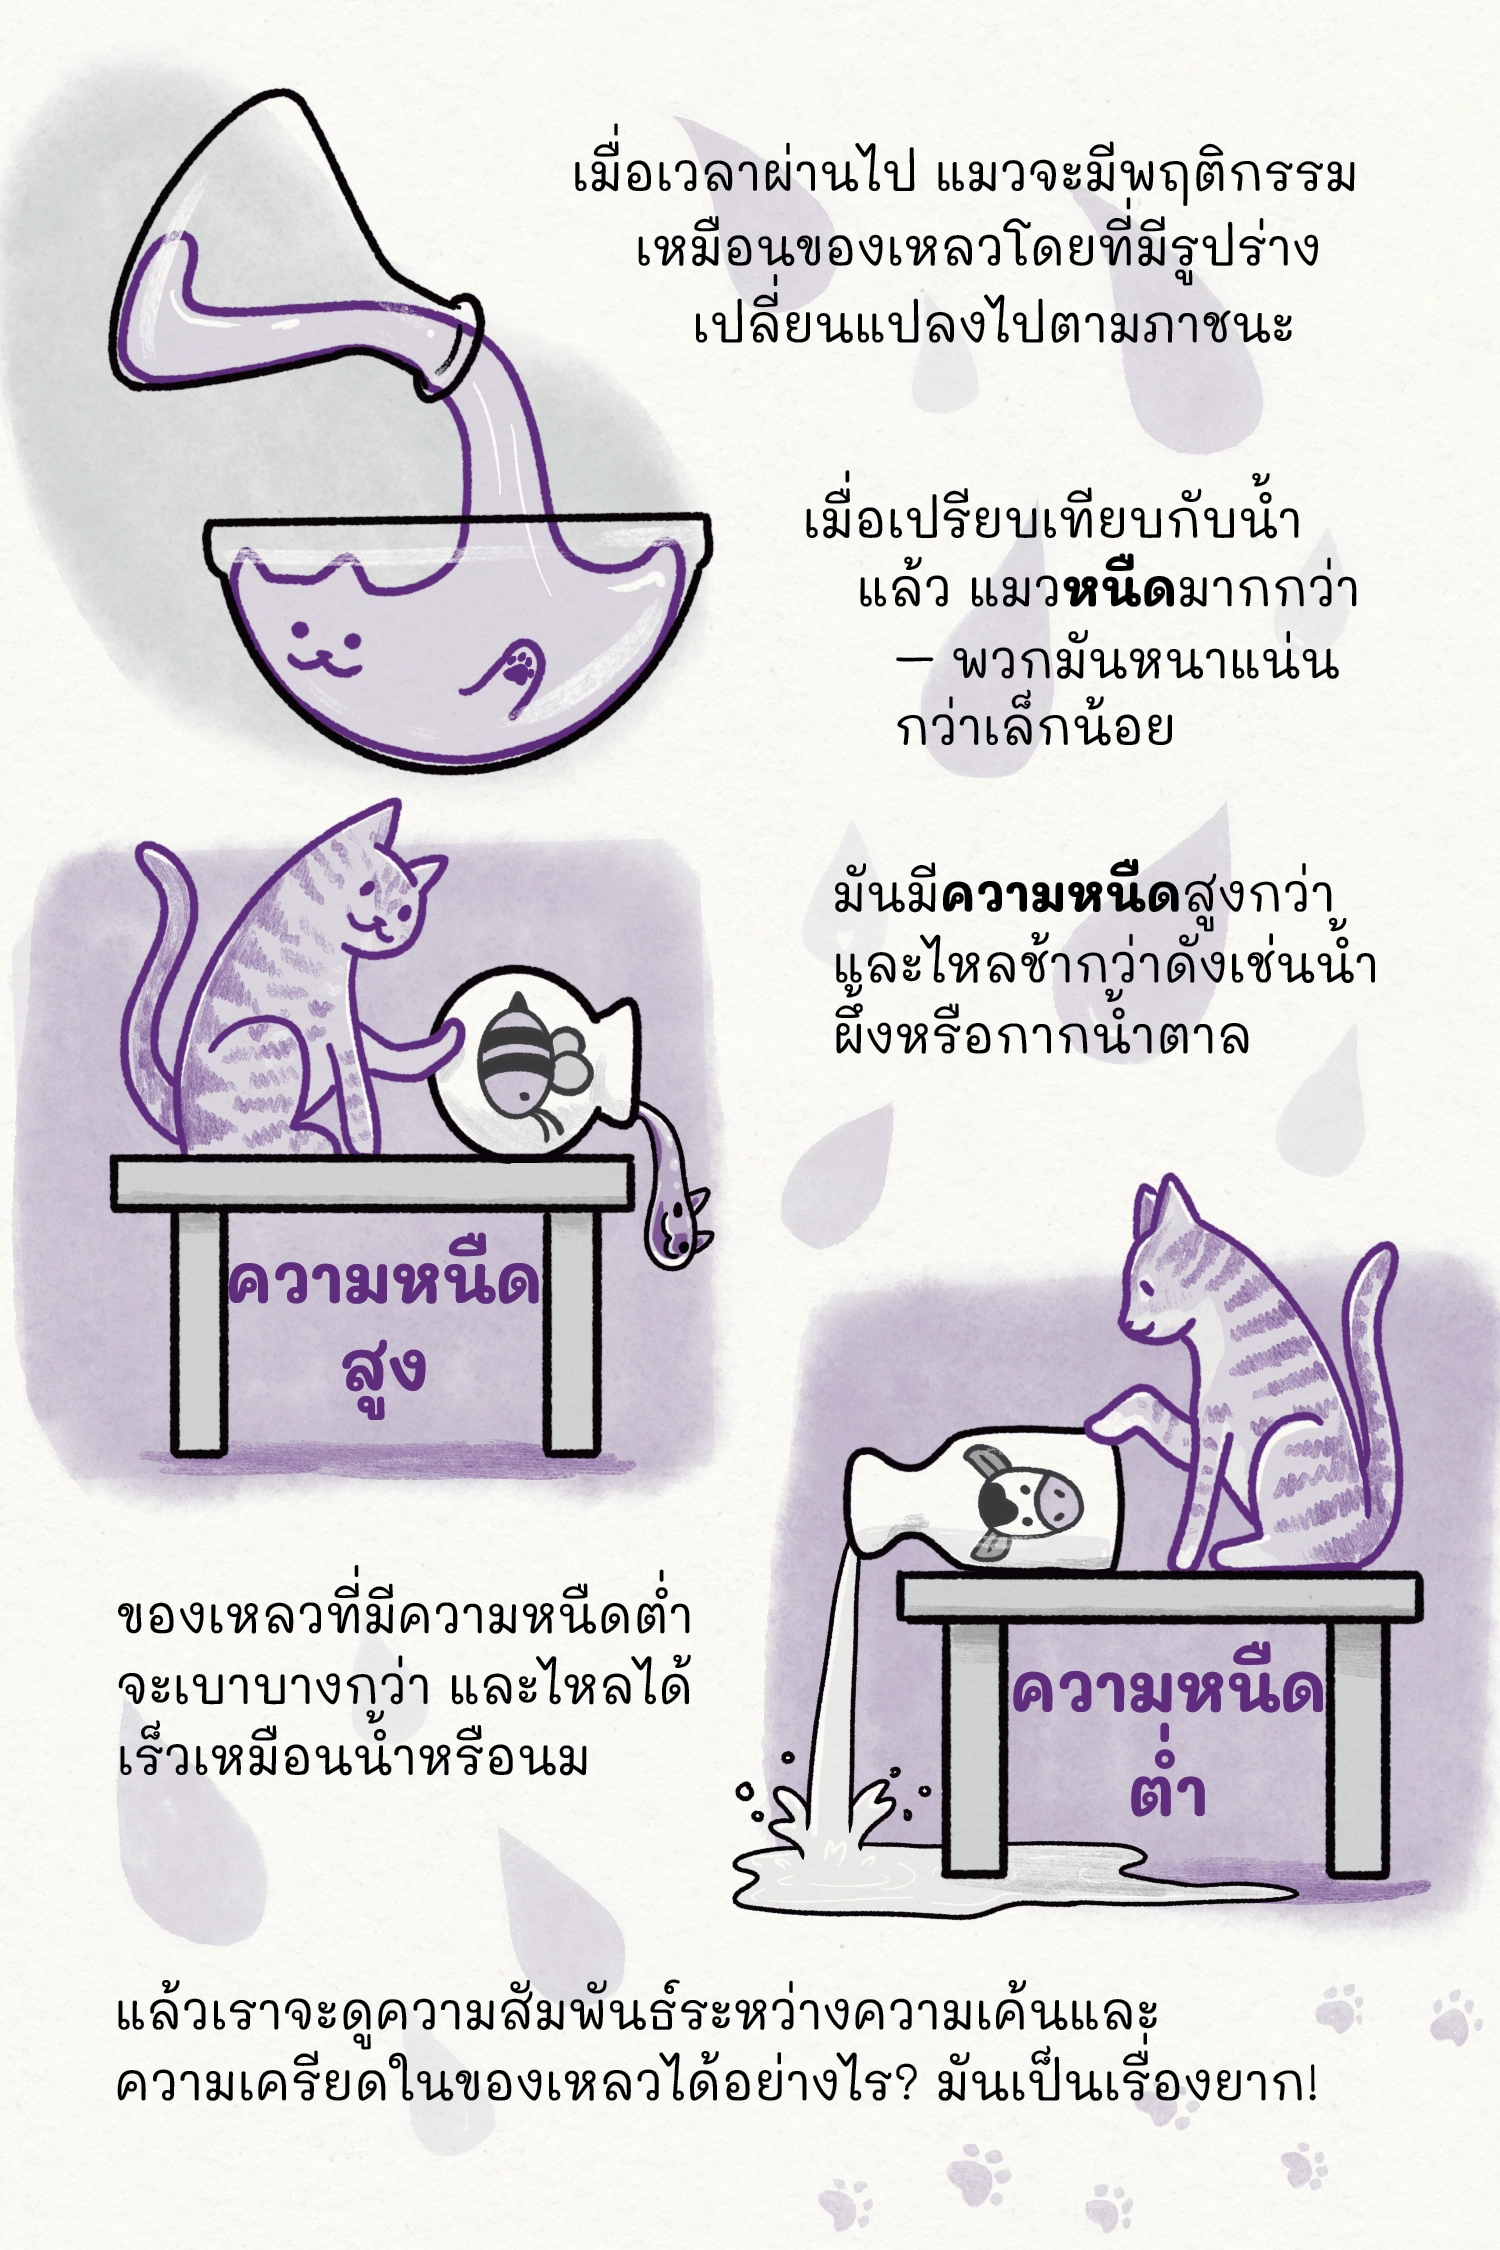 เมื่อเวลาผ่านไป แมวจะมีพฤติกรรม
เหมือนของเหลวโดยที่มีรูปร่าง
เปลี่ยนแปลงไปตามภาชนะ
เมื่อเปรียบเทียบกับน้ำ
แล้ว แมวหนืดมากกว่า
– พวกมันหนาแน่น
กว่าเล็กน้อย
มันมีความหนืดสูงกว่า
และไหลช้ากว่าดังเช่นน้ำ
ผึ้งหรือกากน้ำตาล
ความหนืด
สูง
ความหนืด
ต่ำ
ของเหลวที่มีความหนืดต่ำ
จะเบาบางกว่า และไหลได้
เร็วเหมือนน้ำหรือนม
แล้วเราจะดูความสัมพันธ์ระหว่างความเค้นและ
ความเครียดในของเหลวได้อย่างไร? มันเป็นเรื่องยาก!